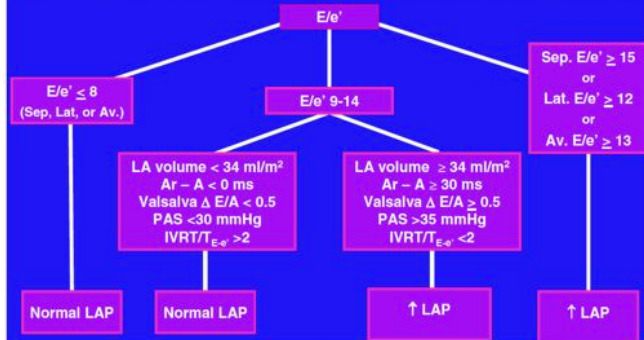 E/e'
E/e' ≤ 8
(Sep, Lat, or Av.)
E/e' 9-14
Sep. E/e' ≥ 15
or
Lat. E/e' ≥ 12
or
Av. E/e' ≥ 13
LA volume < 34 ml/m²
Ar – A < 0 ms
Valsalva Δ E/A < 0.5
PAS <30 mmHg
IVRT/T_E-e' >2
LA volume ≥ 34 ml/m²
Ar – A ≥ 30 ms
Valsalva Δ E/A ≥ 0.5
PAS >35 mmHg
IVRT/T_E-e' <2
Normal LAP
Normal LAP
↑ LAP
↑ LAP